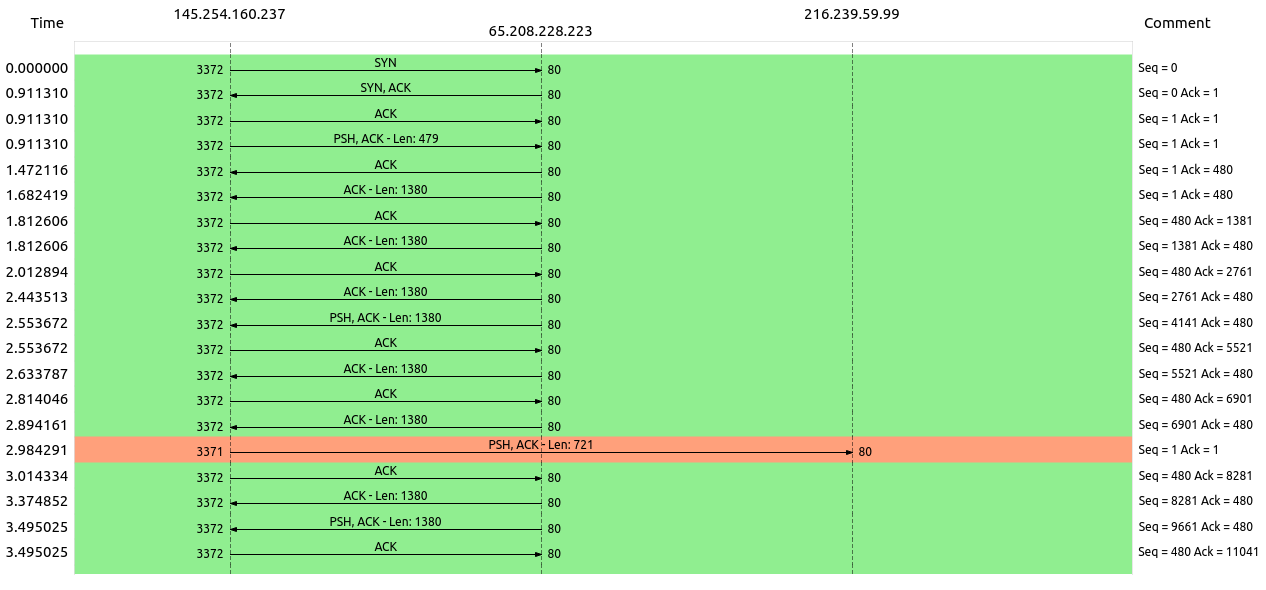 145.254.160.237 216.239.59.99
Time 65.208.228.223 Comment
0.000000 3372 SYN 80 Seq = 0
0.911310 3372 SYN, ACK 80 Seq = 0 Ack = 1
0.911310 3372 ACK 80 Seq = 1 Ack = 1
0.911310 3372 PSH, ACK - Len: 479 80 Seq = 1 Ack = 1
1.472116 3372 ACK 80 Seq = 1 Ack = 480
1.682419 3372 ACK - Len: 1380 80 Seq = 1 Ack = 480
1.812606 3372 ACK 80 Seq = 480 Ack = 1381
1.812606 3372 ACK - Len: 1380 80 Seq = 1381 Ack = 480
2.012894 3372 ACK 80 Seq = 480 Ack = 2761
2.443513 3372 ACK - Len: 1380 80 Seq = 2761 Ack = 480
2.553672 3372 PSH, ACK - Len: 1380 80 Seq = 4141 Ack = 480
2.553672 3372 ACK 80 Seq = 480 Ack = 5521
2.633787 3372 ACK - Len: 1380 80 Seq = 5521 Ack = 480
2.814046 3372 ACK 80 Seq = 480 Ack = 6901
2.894161 3372 ACK - Len: 1380 80 Seq = 6901 Ack = 480
2.984291 3371 PSH, ACK - Len: 721 80 Seq = 1 Ack = 1
3.014334 3372 ACK 80 Seq = 480 Ack = 8281
3.374852 3372 ACK - Len: 1380 80 Seq = 8281 Ack = 480
3.495025 3372 PSH, ACK - Len: 1380 80 Seq = 9661 Ack = 480
3.495025 3372 ACK 80 Seq = 480 Ack = 11041